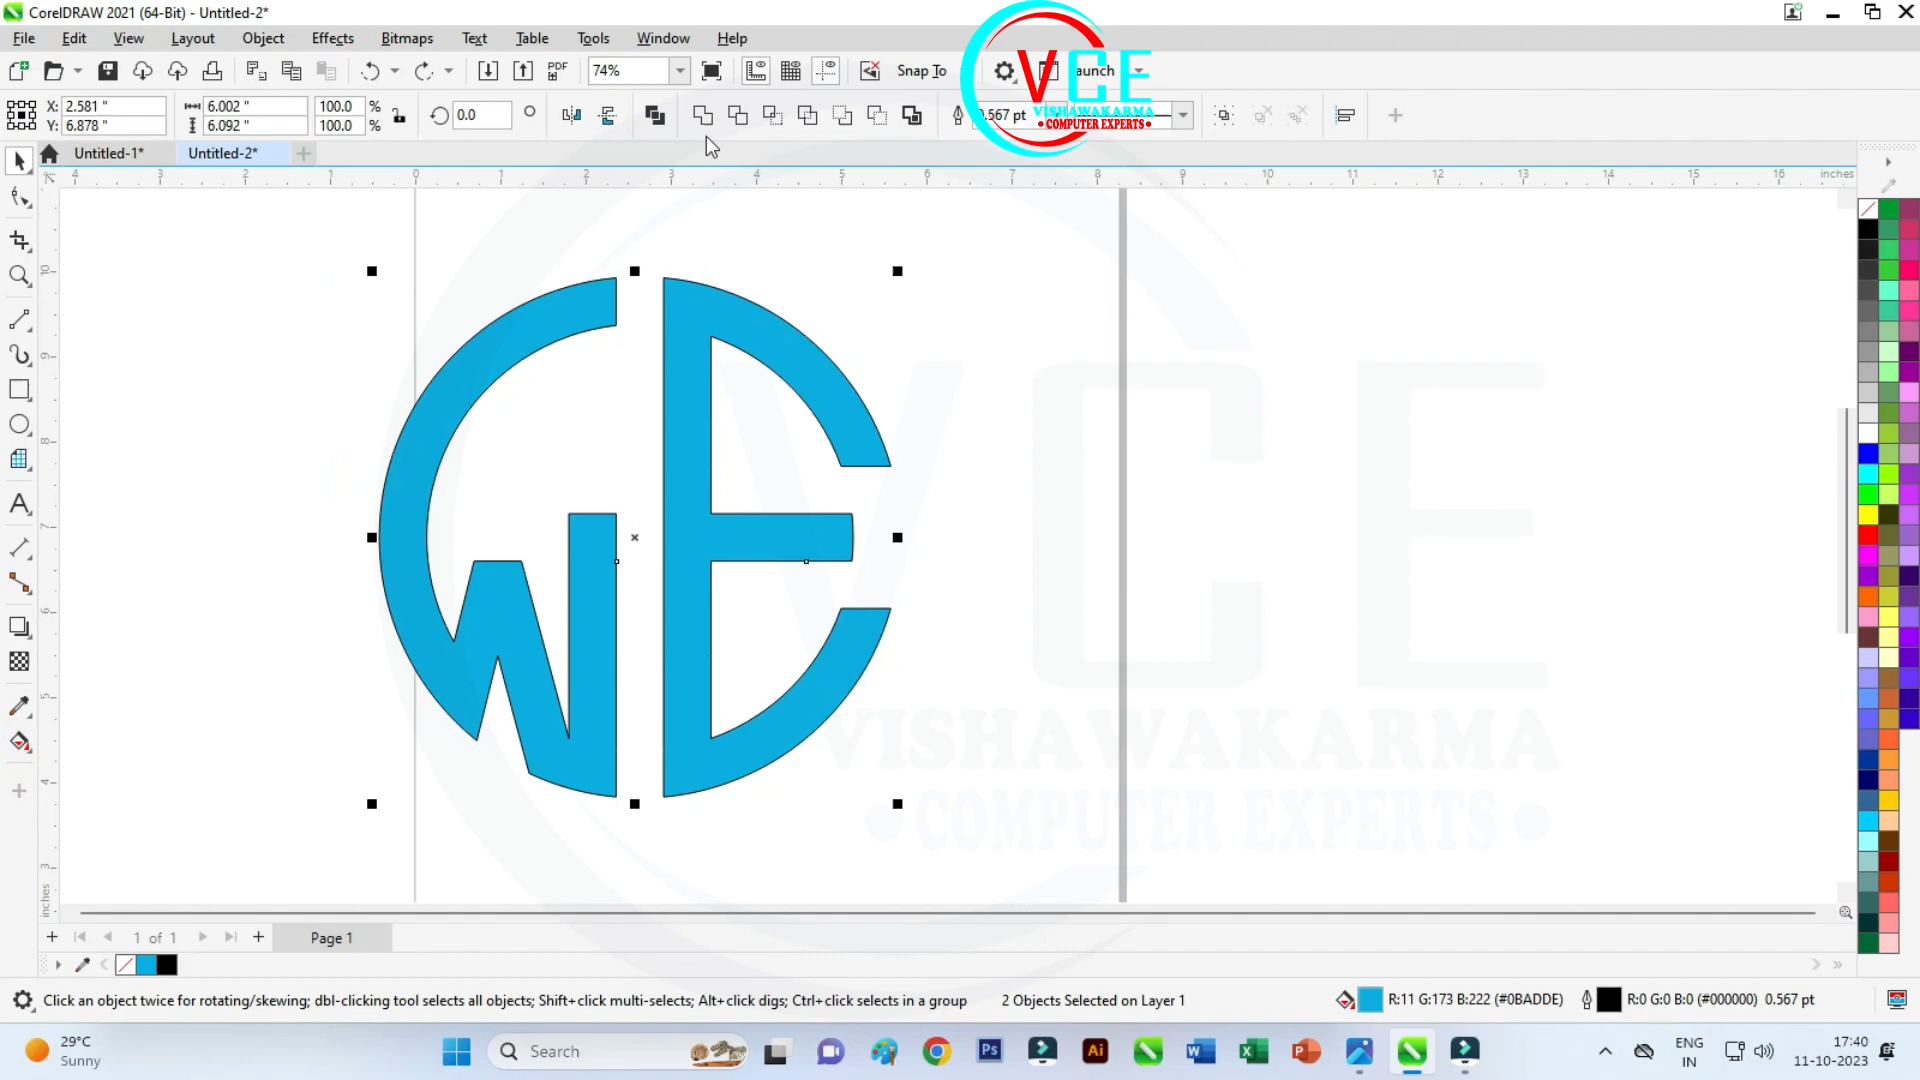 CorelDRAW 2021 (64-Bit) - Untitled-2*
File Edit View Layout Object Effects Bitmaps Text Table Tools Window Help
PDF 74% Snap To aunch
X: 2.581 " 6.002 " 100.0 % 0.0 0.567 pt
Y: 6.878 " 6.092 " 100.0 %
VCE
VISHAWAKARMA
•COMPUTER EXPERTS•
Untitled-1* Untitled-2*
4 3 2 1 0 1 2 3 4 5 6 7 8 9 10 11 12 13 14 15 16 inches
10
9
8
7
6
5
4
3
inches
WE
VCE
VISHAWAKARMA
•COMPUTER EXPERTS•
1 of 1 Page 1
Click an object twice for rotating/skewing; dbl-clicking tool selects all objects; Shift+click multi-selects; Alt+click digs; Ctrl+click selects in a group 2 Objects Selected on Layer 1 R:11 G:173 B:222 (#0BADDE) R:0 G:0 B:0 (#000000) 0.567 pt
29°C
Sunny
Search
Ps Ai
ENG
IN
17:40
11-10-2023